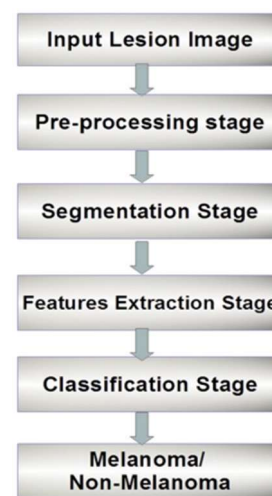 Input Lesion Image
Pre-processing stage
Segmentation Stage
Features Extraction Stage
Classification Stage
Melanoma/
Non-Melanoma